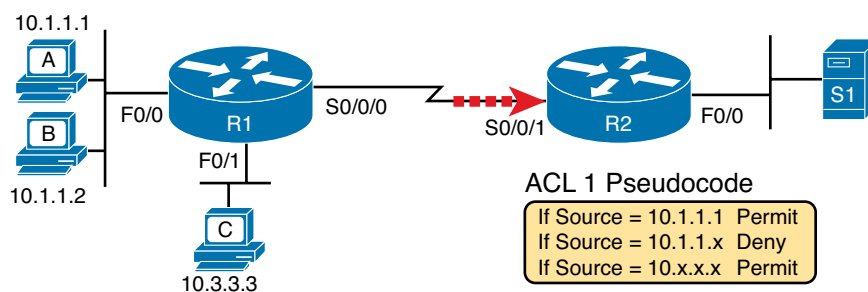 10.1.1.1
A
B
10.1.1.2
F0/0
R1
S0/0/0
F0/1
C
10.3.3.3
S0/0/1
R2
F0/0
S1
ACL 1 Pseudocode
If Source = 10.1.1.1 Permit
If Source = 10.1.1.x Deny
If Source = 10.x.x.x Permit